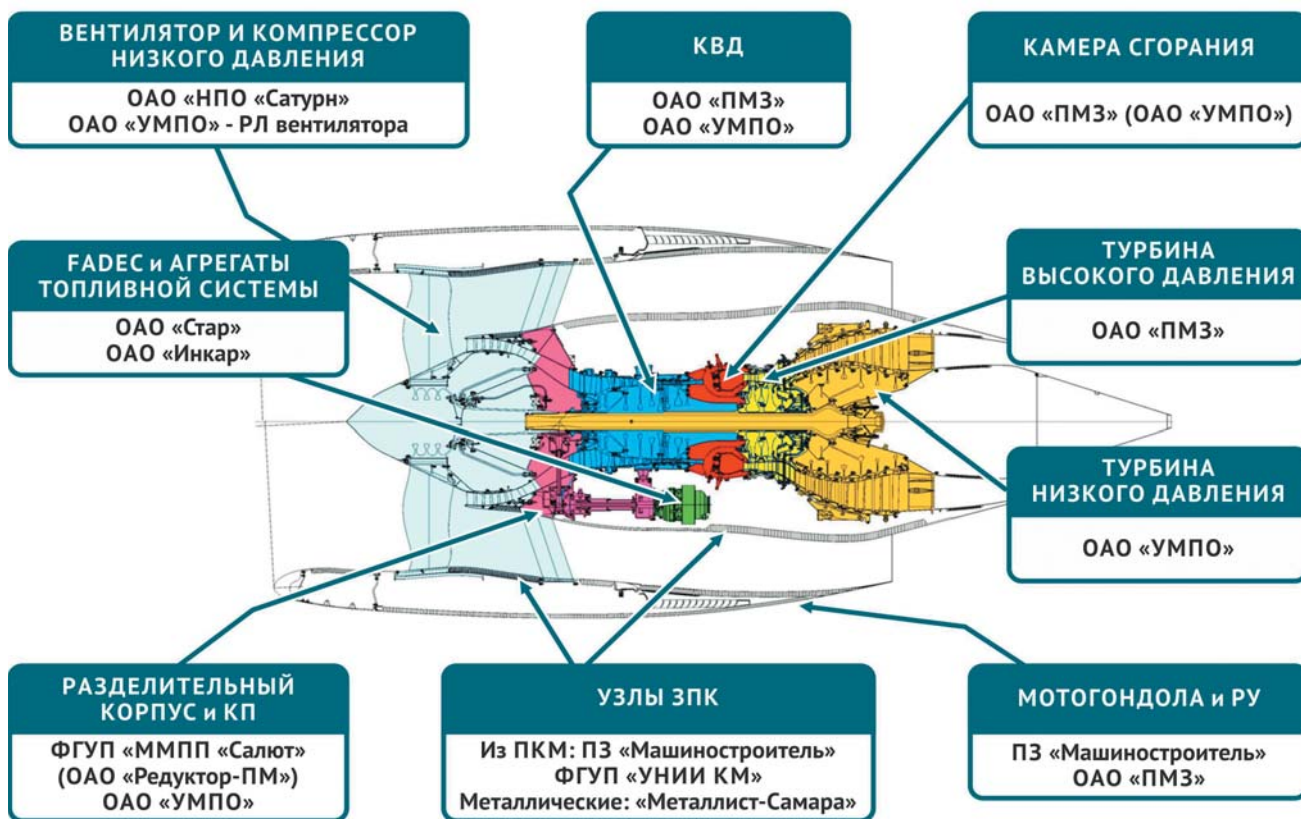 ВЕНТИЛЯТОР И КОМПРЕССОР
НИЗКОГО ДАВЛЕНИЯ
ОАО «НПО «Сатурн»
ОАО «УМПО» - РЛ вентилятора
КВД
ОАО «ПМЗ»
ОАО «УМПО»
КАМЕРА СГОРАНИЯ
ОАО «ПМЗ» (ОАО «УМПО»)
FADEC и АГРЕГАТЫ
ТОПЛИВНОЙ СИСТЕМЫ
ОАО «Стар»
ОАО «Инкар»
ТУРБИНА
ВЫСОКОГО ДАВЛЕНИЯ
ОАО «ПМЗ»
ТУРБИНА
НИЗКОГО ДАВЛЕНИЯ
ОАО «УМПО»
РАЗДЕЛИТЕЛЬНЫЙ
КОРПУС и КП
ФГУП «ММПП «Салют»
(ОАО «Редуктор-ПМ»)
ОАО «УМПО»
УЗЛЫ ЗПК
Из ПКМ: ПЗ «Машиностроитель»
ФГУП «УНИИ КМ»
Металлические: «Металлист-Самара»
МОТОГОНДОЛА и РУ
ПЗ «Машиностроитель»
ОАО «ПМЗ»